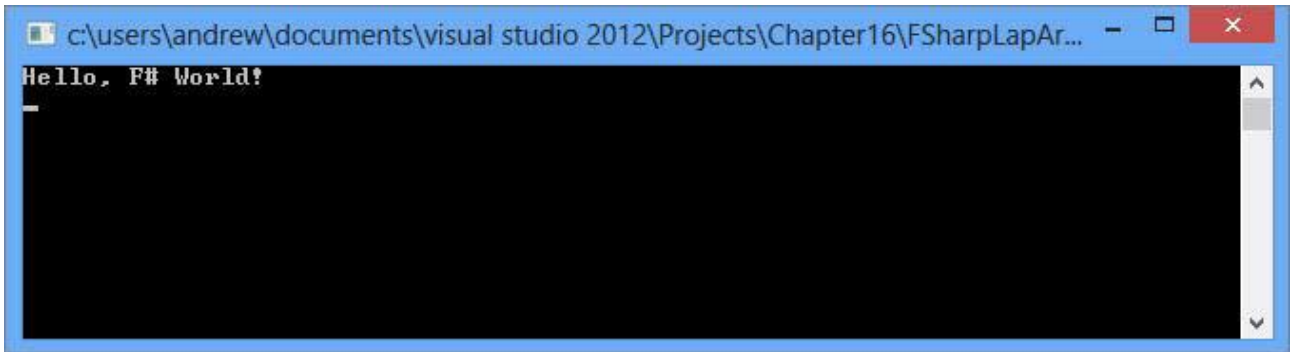 c:\users\andrew\documents\visual studio 2012\Projects\Chapter16\FSharpLapAr...
Hello, F# World!